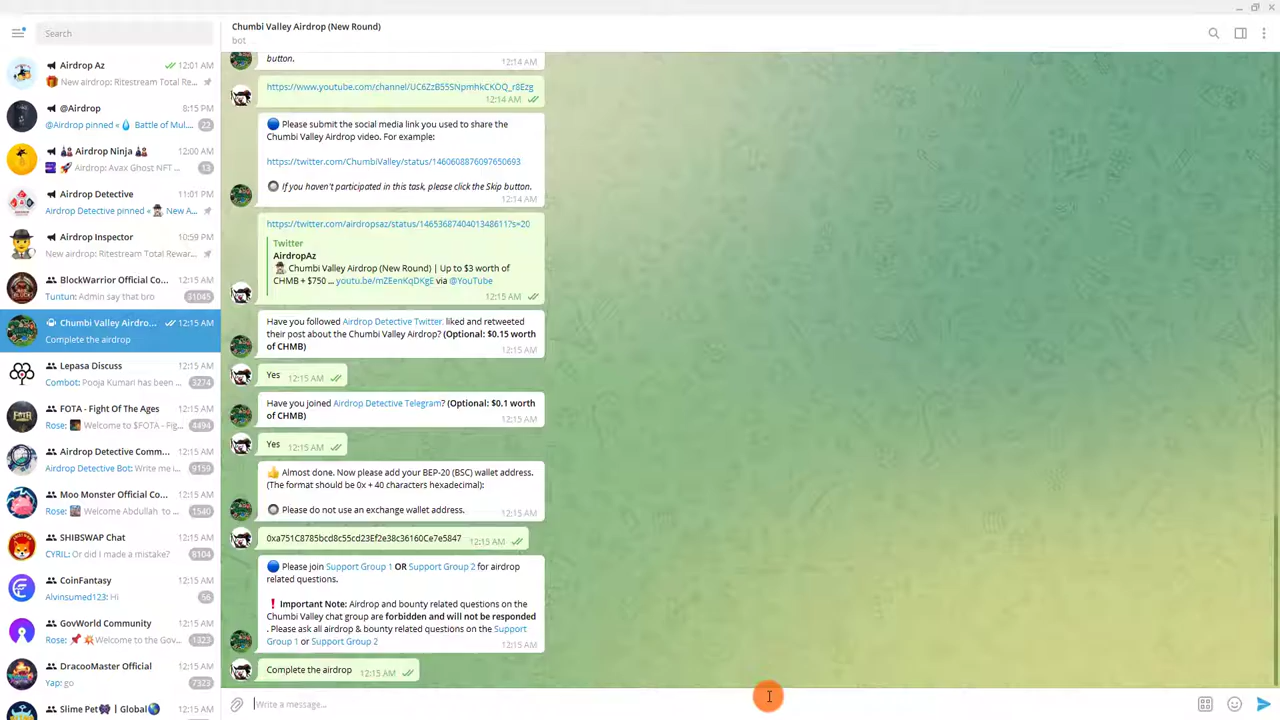 Search
Airdrop Az
12:01 AM
New airdrop: Ritestream Total Re...
@Airdrop
8:15 PM
@Airdrop pinned «💧 Battle of Mul....
22
Airdrop Ninja
12:00 AM
Airdrop: Avax Ghost NFT ...
13
Airdrop Detective
11:01 PM
Airdrop Detective pinned « New A...
Airdrop Inspector
10:59 PM
New airdrop: Ritestream Total Rewar...
BlockWarrior Official Co...
12:15 AM
Tuntun: Admin say that bro
31045
Chumbi Valley Airdro...
12:15 AM
Complete the airdrop
Lepasa Discuss
12:15 AM
Combot: Pooja Kumari has been ...
3274
FOTA - Fight Of The Ages
12:15 AM
Rose: Welcome to $FOTA - Fig...
4494
Airdrop Detective Comm...
12:15 AM
Airdrop Detective Bot: Write me i...
9159
Moo Monster Official Co...
12:15 AM
Rose: Welcome Abdullah to ...
1540
SHIBSWAP Chat
12:15 AM
CYRIL: Or did I made a mistake?
8104
CoinFantasy
12:15 AM
Alvinsumed123: Hi
56
GovWorld Community
12:15 AM
Rose: 📌 💥Welcome to the Gov...
1323
DracooMaster Official
12:15 AM
Yap: go
7323
Slime Pet | Global
12:15 AM
Chumbi Valley Airdrop (New Round)
bot
button.
12:14 AM
https://www.youtube.com/channel/UC6ZzB55SNpmhkCKOQ_r8Ezg
12:14 AM
Please submit the social media link you used to share the
Chumbi Valley Airdrop video. For example:
https://twitter.com/ChumbiValley/status/1460608876097650693
If you haven't participated in this task, please click the Skip button.
12:14 AM
https://twitter.com/airdropsaz/status/1465368740401348611?s=20
Twitter
AirdropAz
Chumbi Valley Airdrop (New Round) | Up to $3 worth of
CHMB + $750 ... youtu.be/mZEenKqDKgE via @YouTube
12:15 AM
Have you followed Airdrop Detective Twitter, liked and retweeted
their post about the Chumbi Valley Airdrop? (Optional: $0.15 worth
of CHMB)
12:15 AM
Yes 12:15 AM
Have you joined Airdrop Detective Telegram? (Optional: $0.1 worth
of CHMB)
12:15 AM
Yes 12:15 AM
👍 Almost done. Now please add your BEP-20 (BSC) wallet address.
(The format should be 0x + 40 characters hexadecimal):
Please do not use an exchange wallet address.
12:15 AM
0xa751C8785bcd8c55cd23Ef2e38c36160Ce7e5847 12:15 AM
Please join Support Group 1 OR Support Group 2 for airdrop
related questions.
❗ Important Note: Airdrop and bounty related questions on the
Chumbi Valley chat group are forbidden and will not be responded
. Please ask all airdrop & bounty related questions on the Support
Group 1 or Support Group 2
12:15 AM
Complete the airdrop 12:15 AM
Write a message...